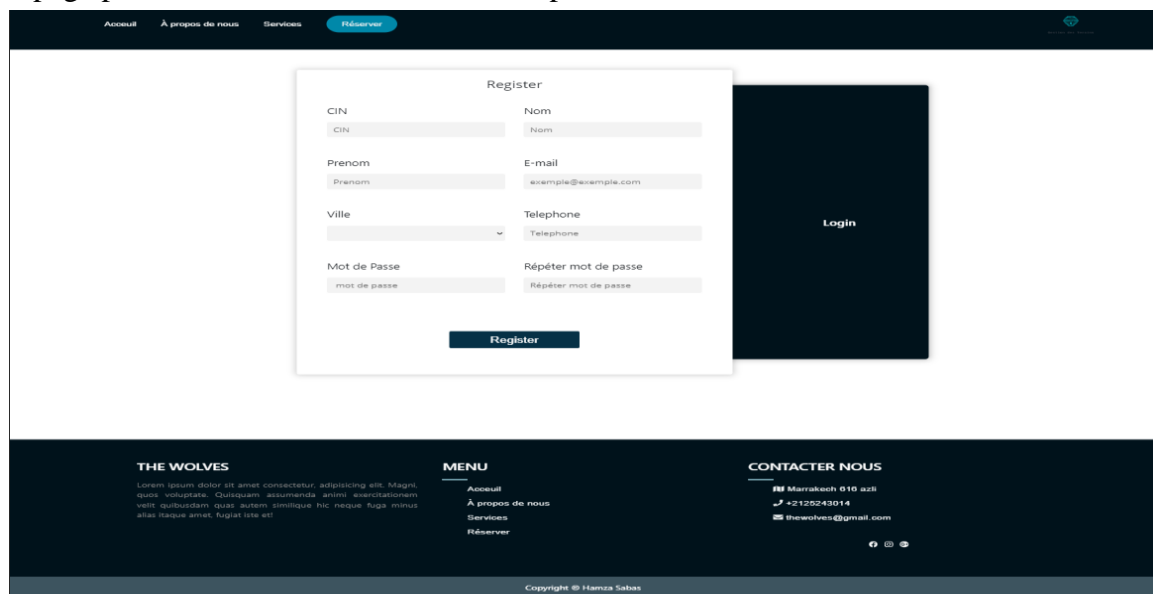 Acceuil À propos de nous Services Réserver
Register
CIN Nom
CIN Nom
Prenom E-mail
Prenom exemple@exemple.com
Ville Telephone
Telephone
Login
Mot de Passe Répéter mot de passe
mot de passe Répéter mot de passe
Register
THE WOLVES
Lorem ipsum dolor sit amet consectetur, adipisicing elit. Magni,
quos voluptate. Quisquam assumenda animi exercitationem
velit quibusdam quas autem similique hic neque fuga minus
alias itaque amet, fugiat iste et!
MENU
Acceuil
À propos de nous
Services
Réserver
CONTACTER NOUS
Marrakech 616 azli
+2125243014
thewolves@gmail.com
Copyright © Hamza Sabas